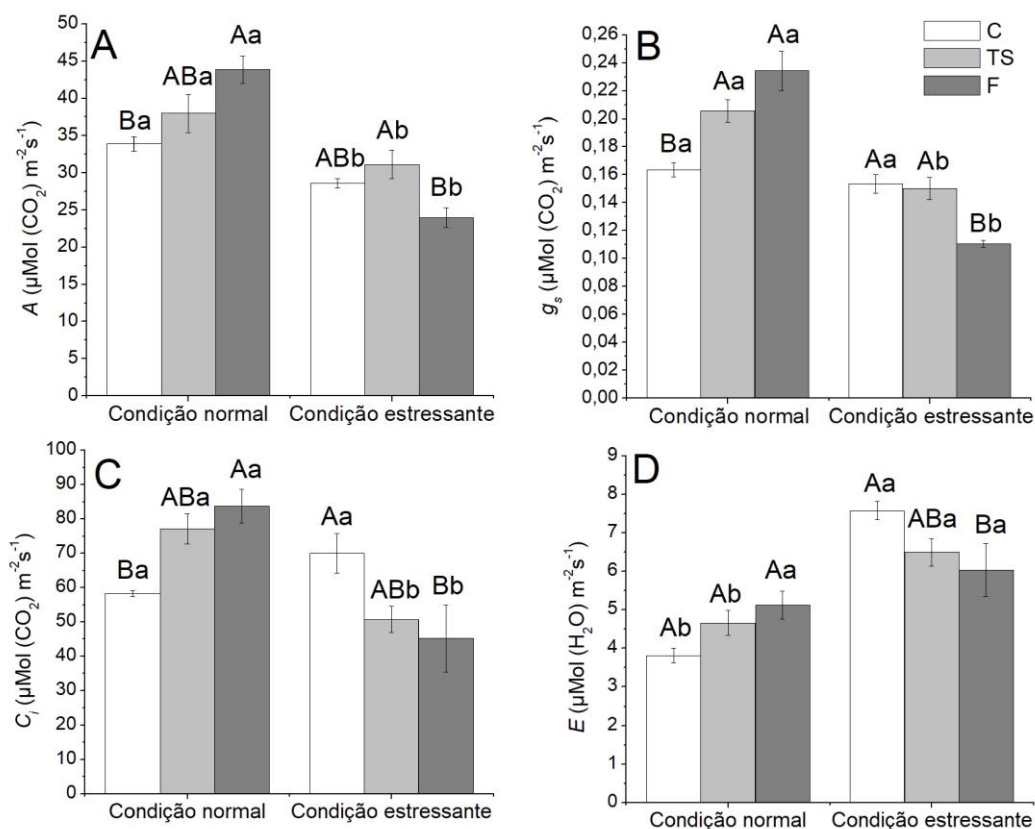 A
50
45
40
35
30
25
20
15
10
5
0
A (µMol (CO₂) m⁻²s⁻¹)
Ba
ABa
Aa
ABb
Ab
Bb
Condição normal
Condição estressante
B
C
TS
F
0,26
0,24
0,22
0,20
0,18
0,16
0,14
0,12
0,10
0,08
0,06
0,04
0,02
0,00
gₛ (µMol (CO₂) m⁻²s⁻¹)
Ba
Aa
Aa
Aa
Ab
Bb
Condição normal
Condição estressante
C
100
90
80
70
60
50
40
30
20
10
0
Cᵢ (µMol (CO₂) m⁻²s⁻¹)
Ba
ABa
Aa
Aa
ABb
Bb
Condição normal
Condição estressante
D
9
8
7
6
5
4
3
2
1
0
E (µMol (H₂O) m⁻²s⁻¹)
Ab
Ab
Aa
Aa
ABa
Ba
Condição normal
Condição estressante